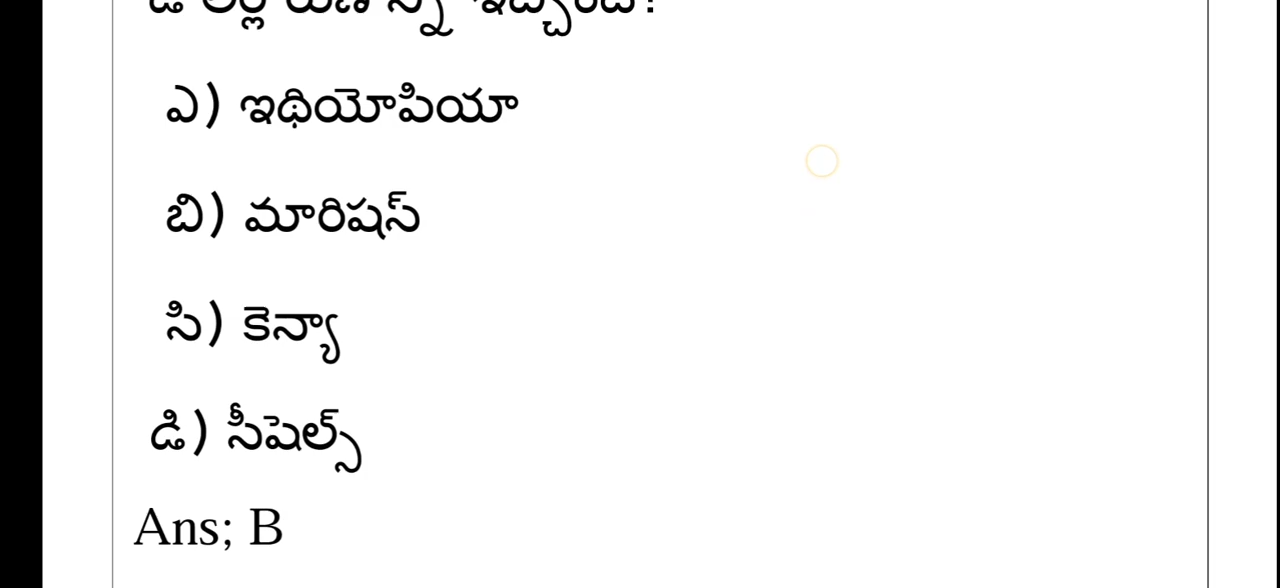 ఎ) ఇథియోపియా
బి) మారిషస్
సి) కెన్యా
డి) సీషెల్స్
Ans; B